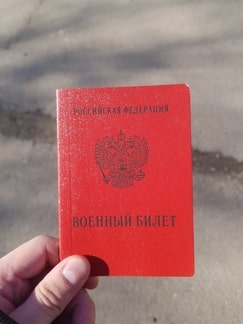 РОССИЙСКАЯ ФЕДЕРАЦИЯ
ВОЕННЫЙ БИЛЕТ